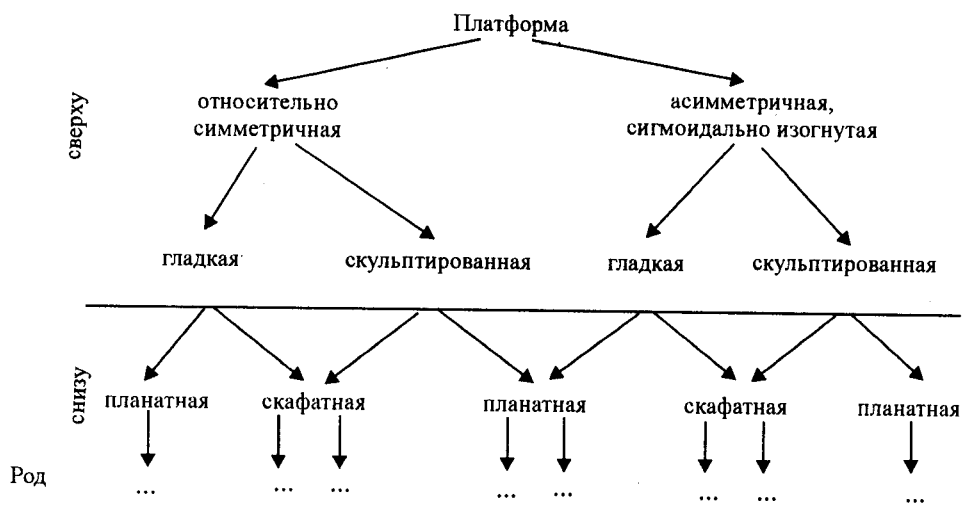 Платформа
сверху
относительно
симметричная
асимметричная,
сигмоидально изогнутая
гладкая
скульптированная
гладкая
скульптированная
снизу
планатная
скафатная
планатная
скафатная
планатная
Род
...
...
...
...
...
...
...
...